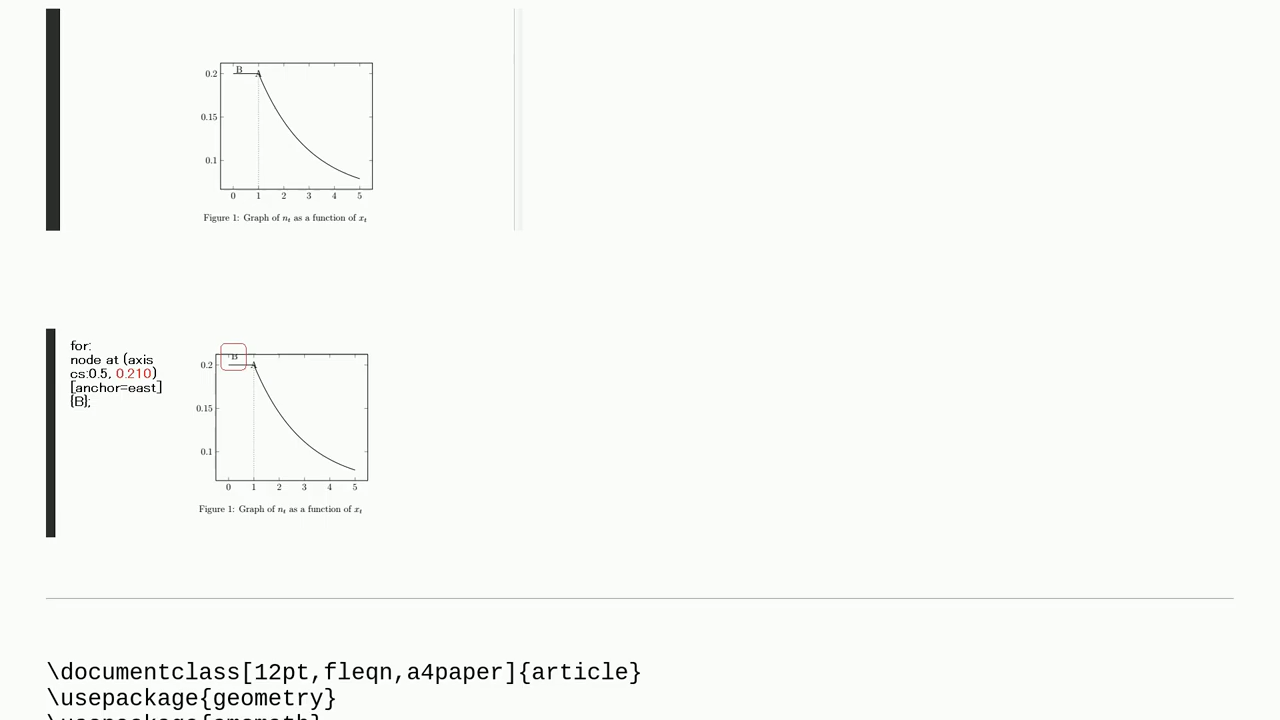 B
A
0.2
0.15
0.1
0 1 2 3 4 5
Figure 1: Graph of nt as a function of xt
for:
node at (axis
cs:0.5, 0.210)
[anchor=east]
{B};
B
A
0.2
0.15
0.1
0 1 2 3 4 5
Figure 1: Graph of nt as a function of xt
\documentclass[12pt,fleqn,a4paper]{article}
\usepackage{geometry}